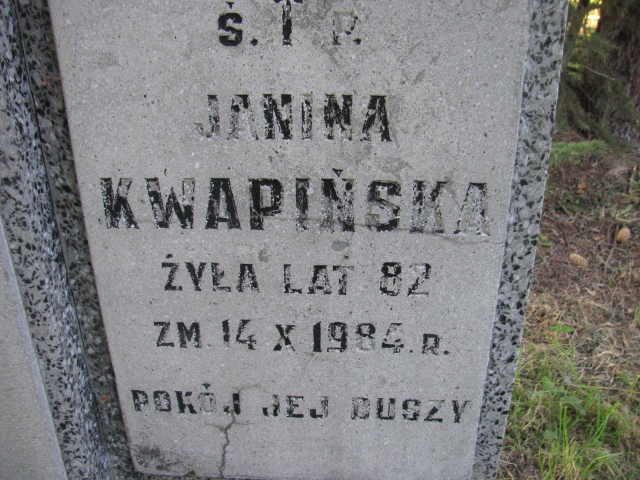 Ś. † P.
JANINA
KWAPIŃSKA
ŻYŁA LAT 82
ZM. 14 X 1984. R.
POKÓJ JEJ DUSZY